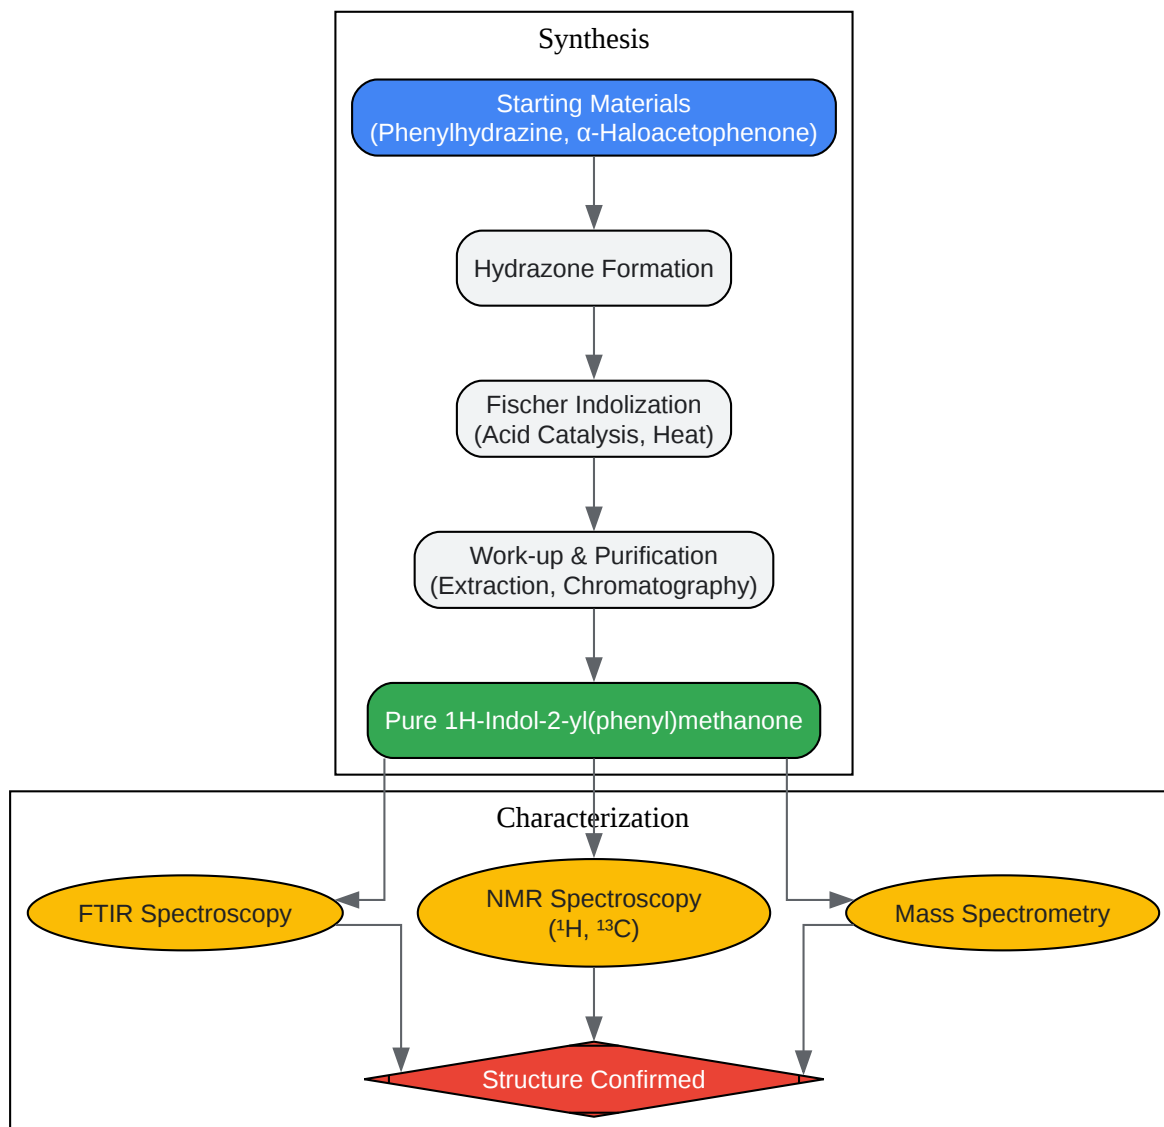 Synthesis
Starting Materials
(Phenylhydrazine, α-Haloacetophenone)
Hydrazone Formation
Fischer Indolization
(Acid Catalysis, Heat)
Work-up & Purification
(Extraction, Chromatography)
Pure 1H-Indol-2-yl(phenyl)methanone
Characterization
FTIR Spectroscopy
NMR Spectroscopy
(¹H, ¹³C)
Mass Spectrometry
Structure Confirmed